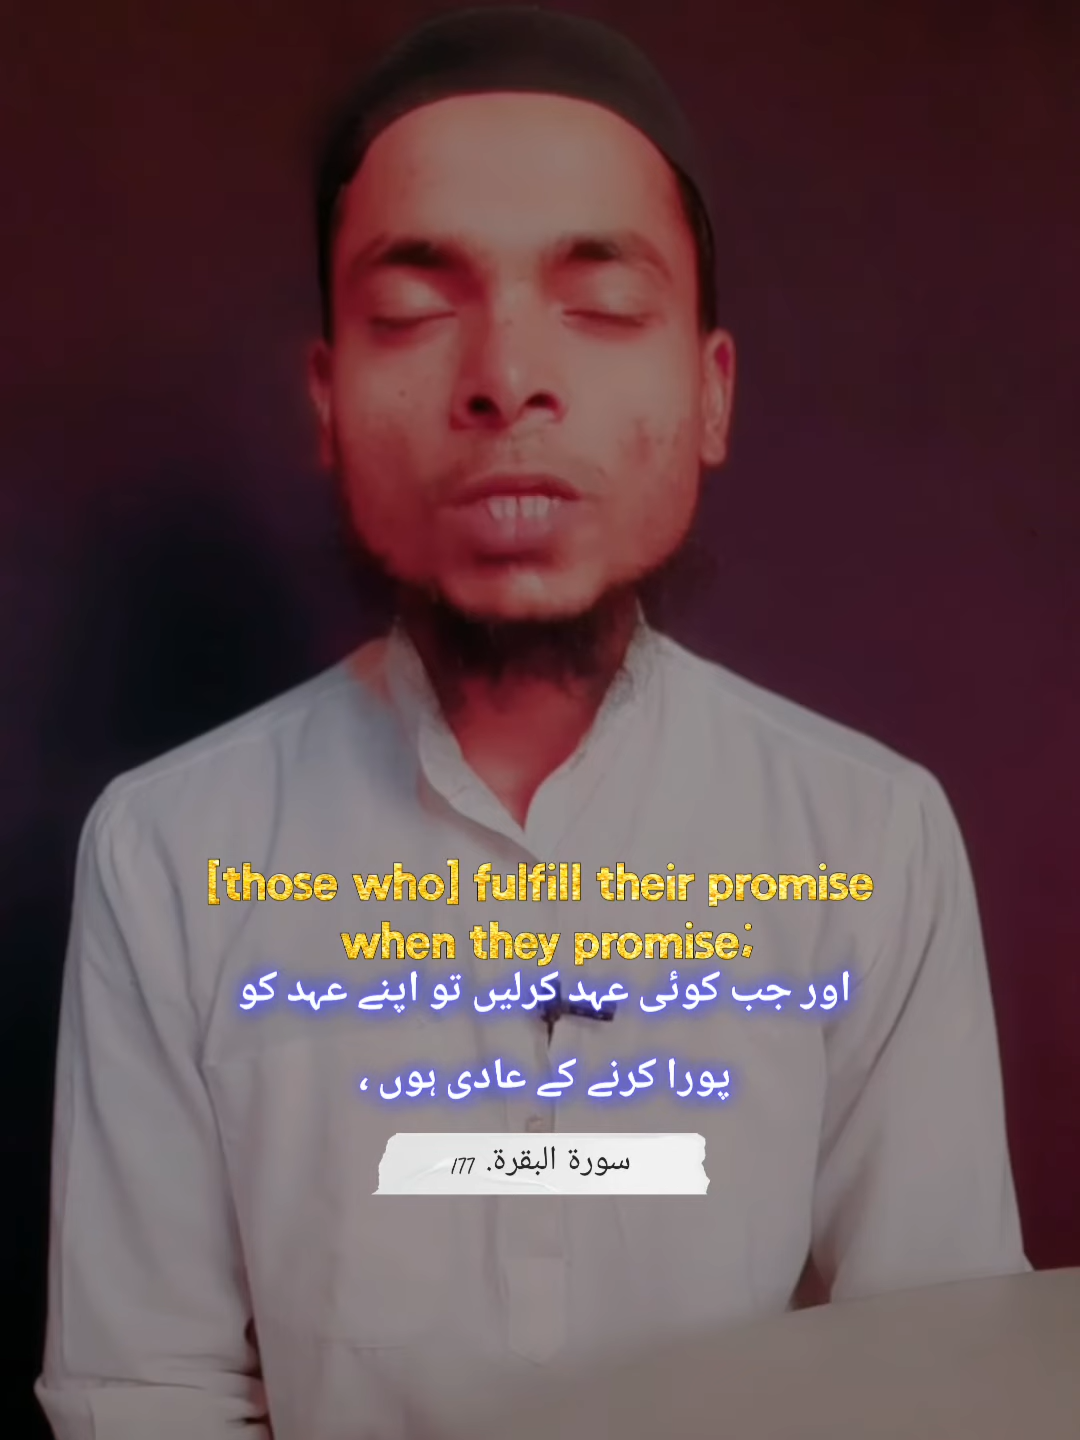 [those who] fulfill their promise
when they promise;
اور جب کوئی عہد کرلیں تو اپنے عہد کو
پورا کرنے کے عادی ہوں ،
سورة البقرة. 177